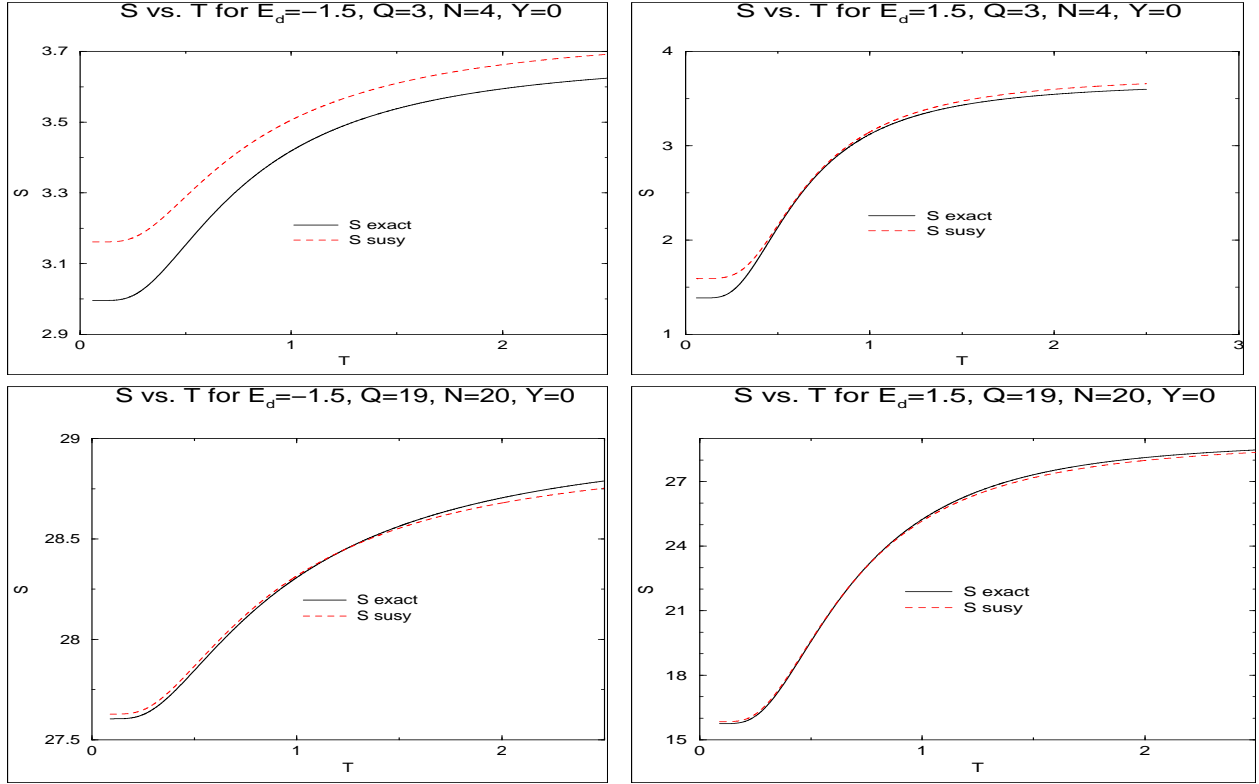 S vs. T for E_d=−1.5, Q=3, N=4, Y=0
3.7
3.5
3.3
3.1
2.9
S
0
1
2
T
S exact
S susy
S vs. T for E_d=1.5, Q=3, N=4, Y=0
4
3
2
1
S
0
1
2
3
T
S exact
S susy
S vs. T for E_d=−1.5, Q=19, N=20, Y=0
29
28.5
28
27.5
S
0
1
2
T
S exact
S susy
S vs. T for E_d=1.5, Q=19, N=20, Y=0
27
24
21
18
15
S
0
1
2
T
S exact
S susy